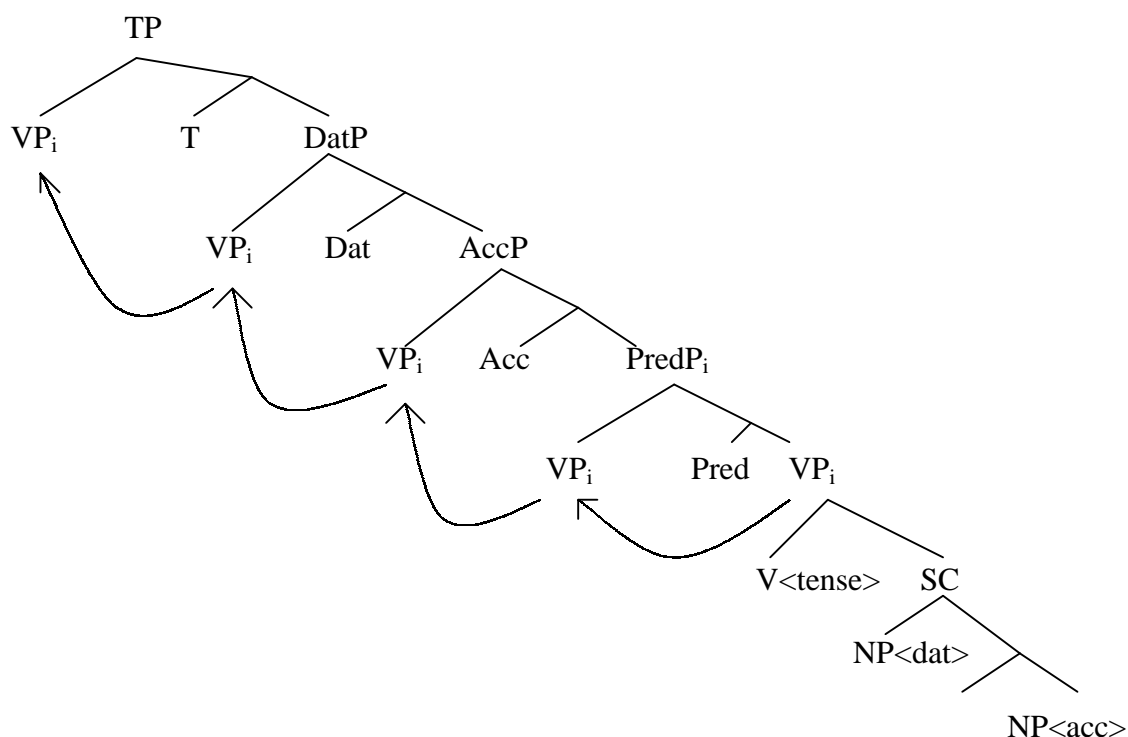 TP
VPᵢ T DatP
VPᵢ Dat AccP
VPᵢ Acc PredPᵢ
VPᵢ Pred VPᵢ
V<tense> SC
NP<dat>
NP<acc>